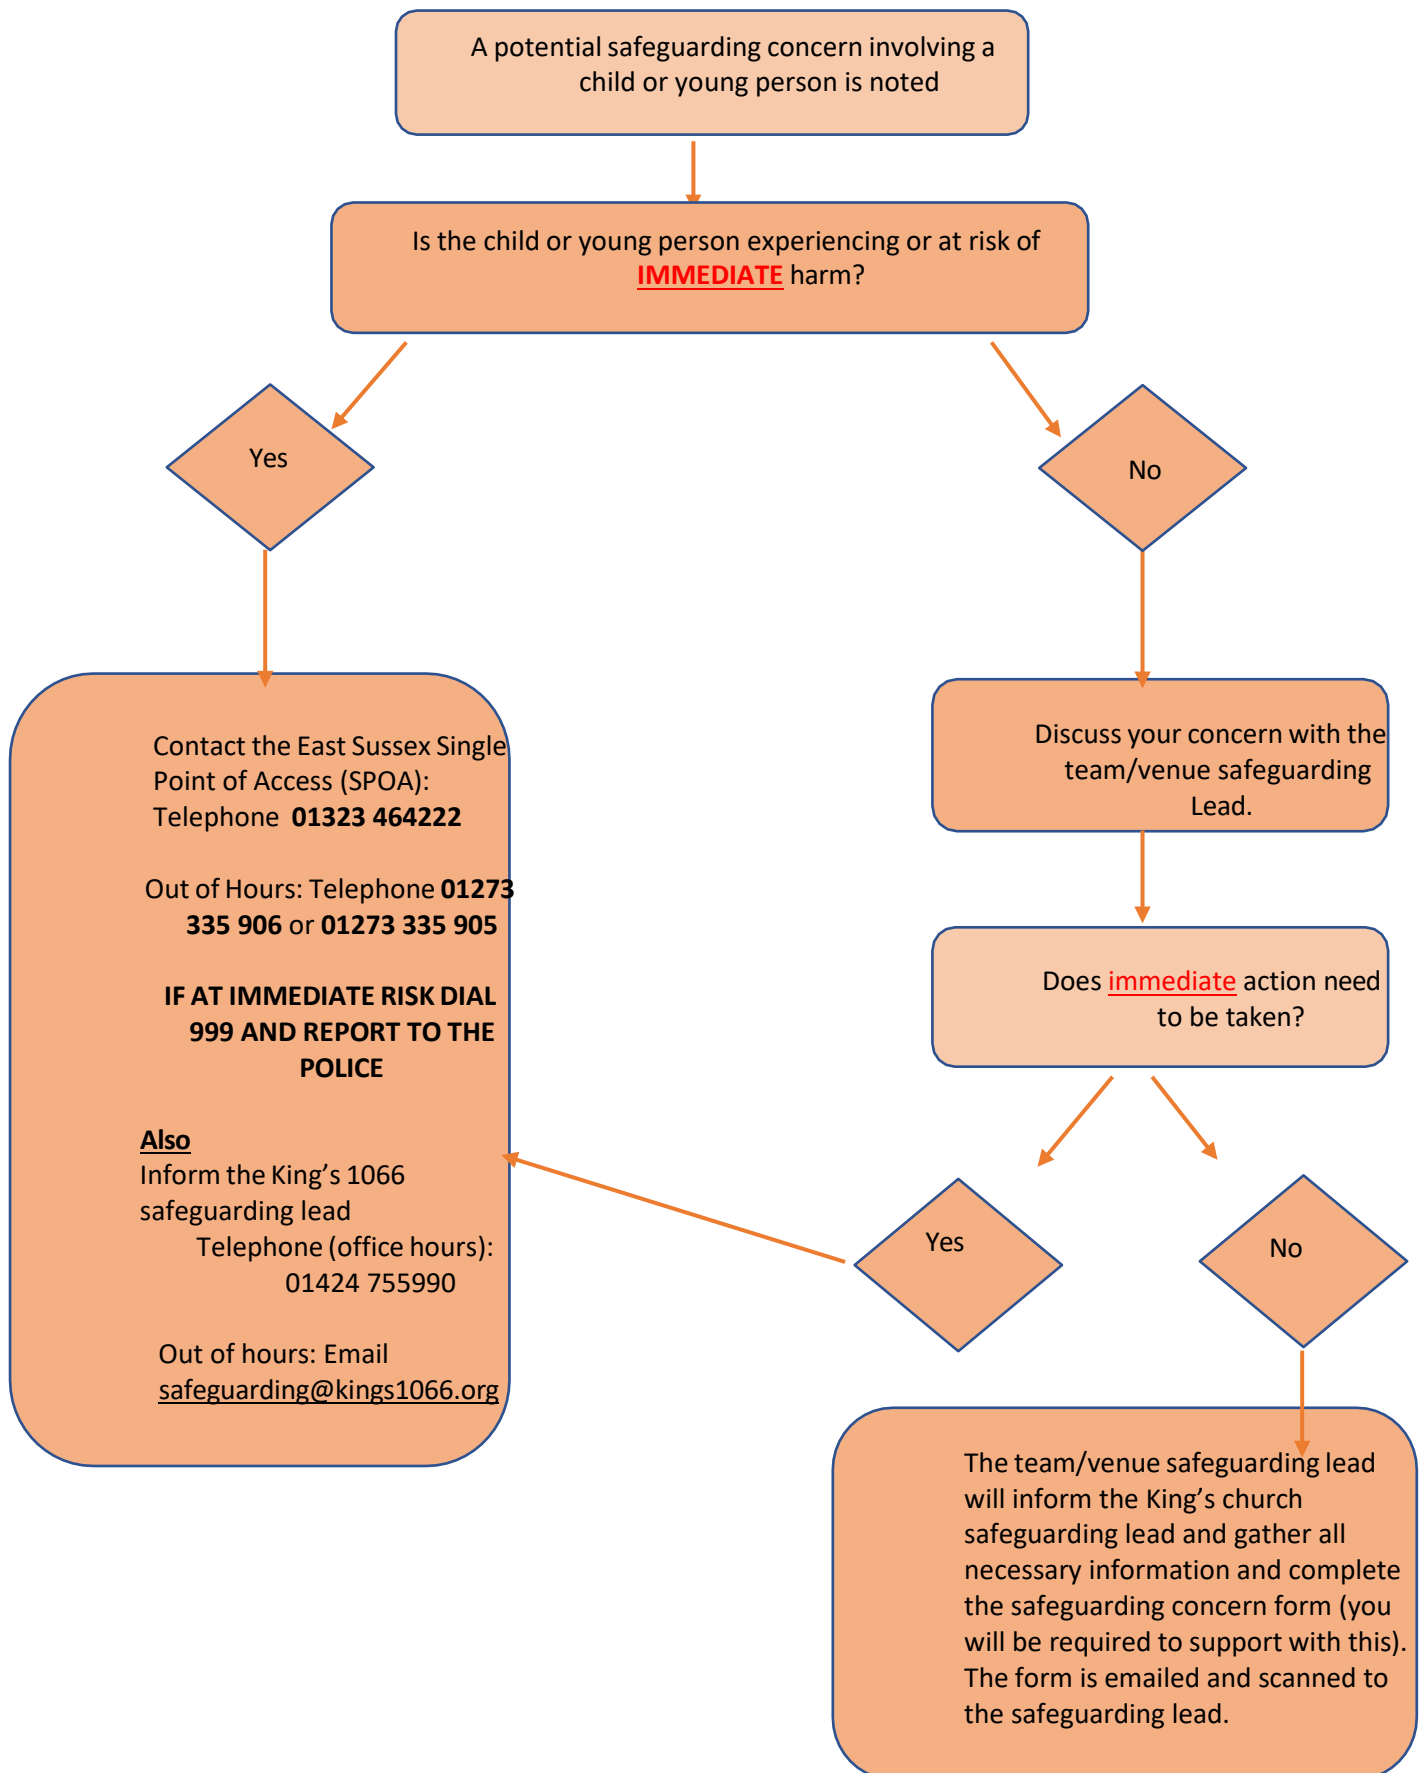 A potential safeguarding concern involving a
child or young person is noted
Is the child or young person experiencing or at risk of
IMMEDIATE harm?
Yes
No
Contact the East Sussex Single
Point of Access (SPOA):
Telephone 01323 464222
Out of Hours: Telephone 01273
335 906 or 01273 335 905
IF AT IMMEDIATE RISK DIAL
999 AND REPORT TO THE
POLICE
Also
Inform the King’s 1066
safeguarding lead
Telephone (office hours):
01424 755990
Out of hours: Email
safeguarding@kings1066.org
Discuss your concern with the
team/venue safeguarding
Lead.
Does immediate action need
to be taken?
Yes
No
The team/venue safeguarding lead
will inform the King’s church
safeguarding lead and gather all
necessary information and complete
the safeguarding concern form (you
will be required to support with this).
The form is emailed and scanned to
the safeguarding lead.